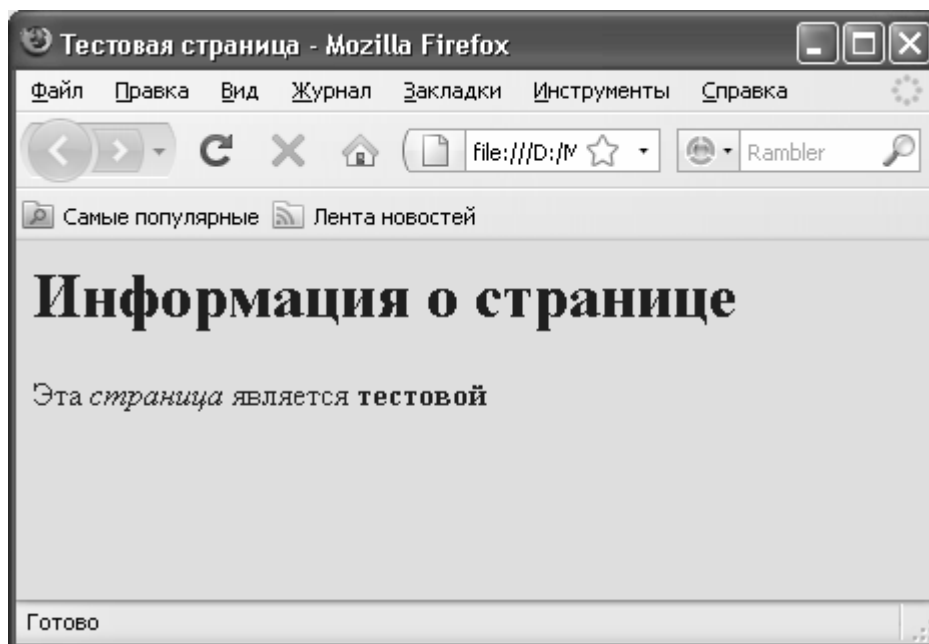 Тестовая страница - Mozilla Firefox
Файл Правка Вид Журнал Закладки Инструменты Справка
file:///D:/М Rambler
Самые популярные Лента новостей
Информация о странице
Эта страница является тестовой
Готово